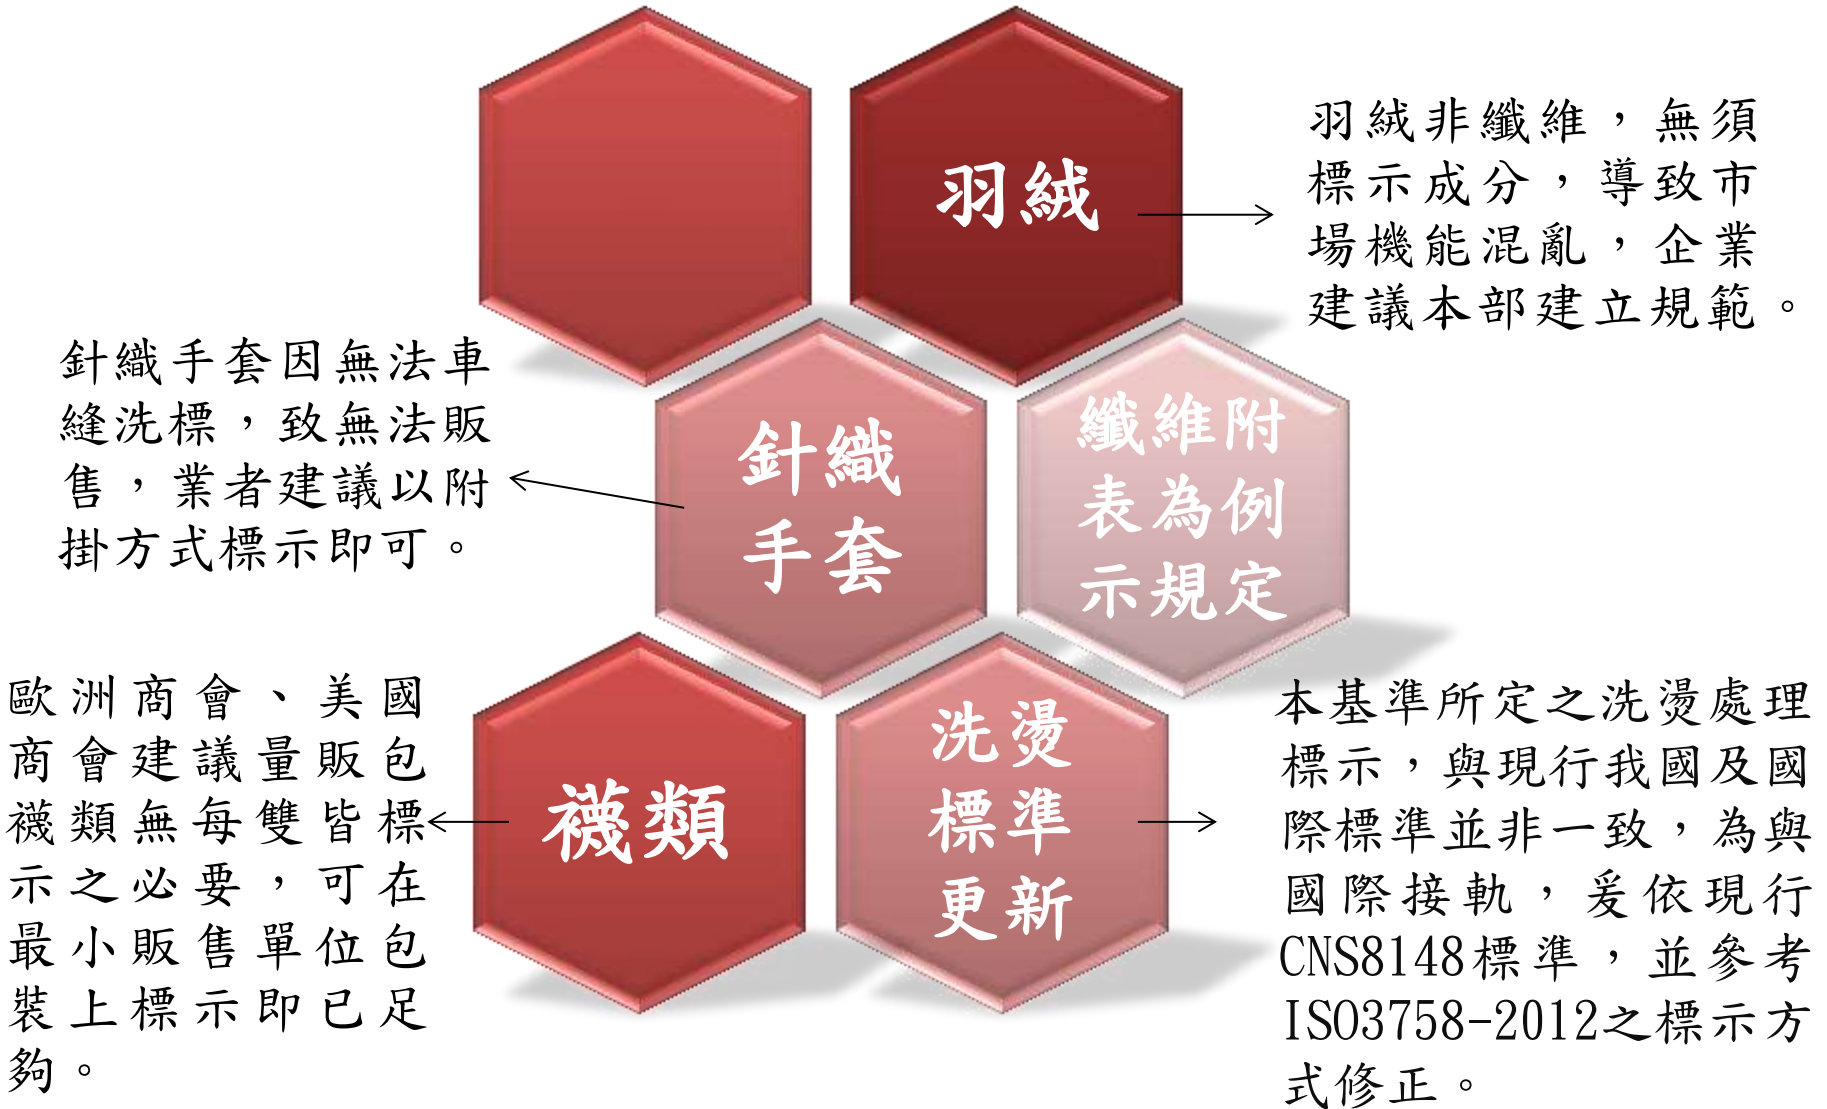 羽絨
羽絨非纖維，無須
標示成分，導致市
場機能混亂，企業
建議本部建立規範。
針織手套因無法車
縫洗標，致無法販
售，業者建議以附
掛方式標示即可。
針織
手套
纖維附
表為例
示規定
歐洲商會、美國
商會建議量販包
襪類無每雙皆標
示之必要，可在
最小販售單位包
裝上標示即已足
夠。
襪類
洗燙
標準
更新
本基準所定之洗燙處理
標示，與現行我國及國
際標準並非一致，為與
國際接軌，爰依現行
CNS8148標準，並參考
ISO3758-2012之標示方
式修正。